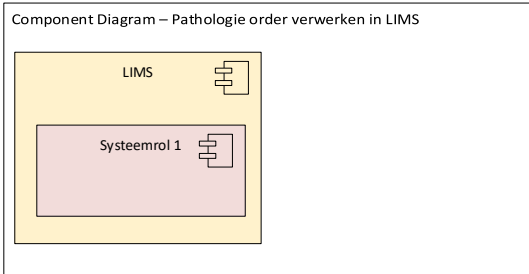 Component Diagram – Pathologie order verwerken in LIMS
LIMS
Systeemrol 1